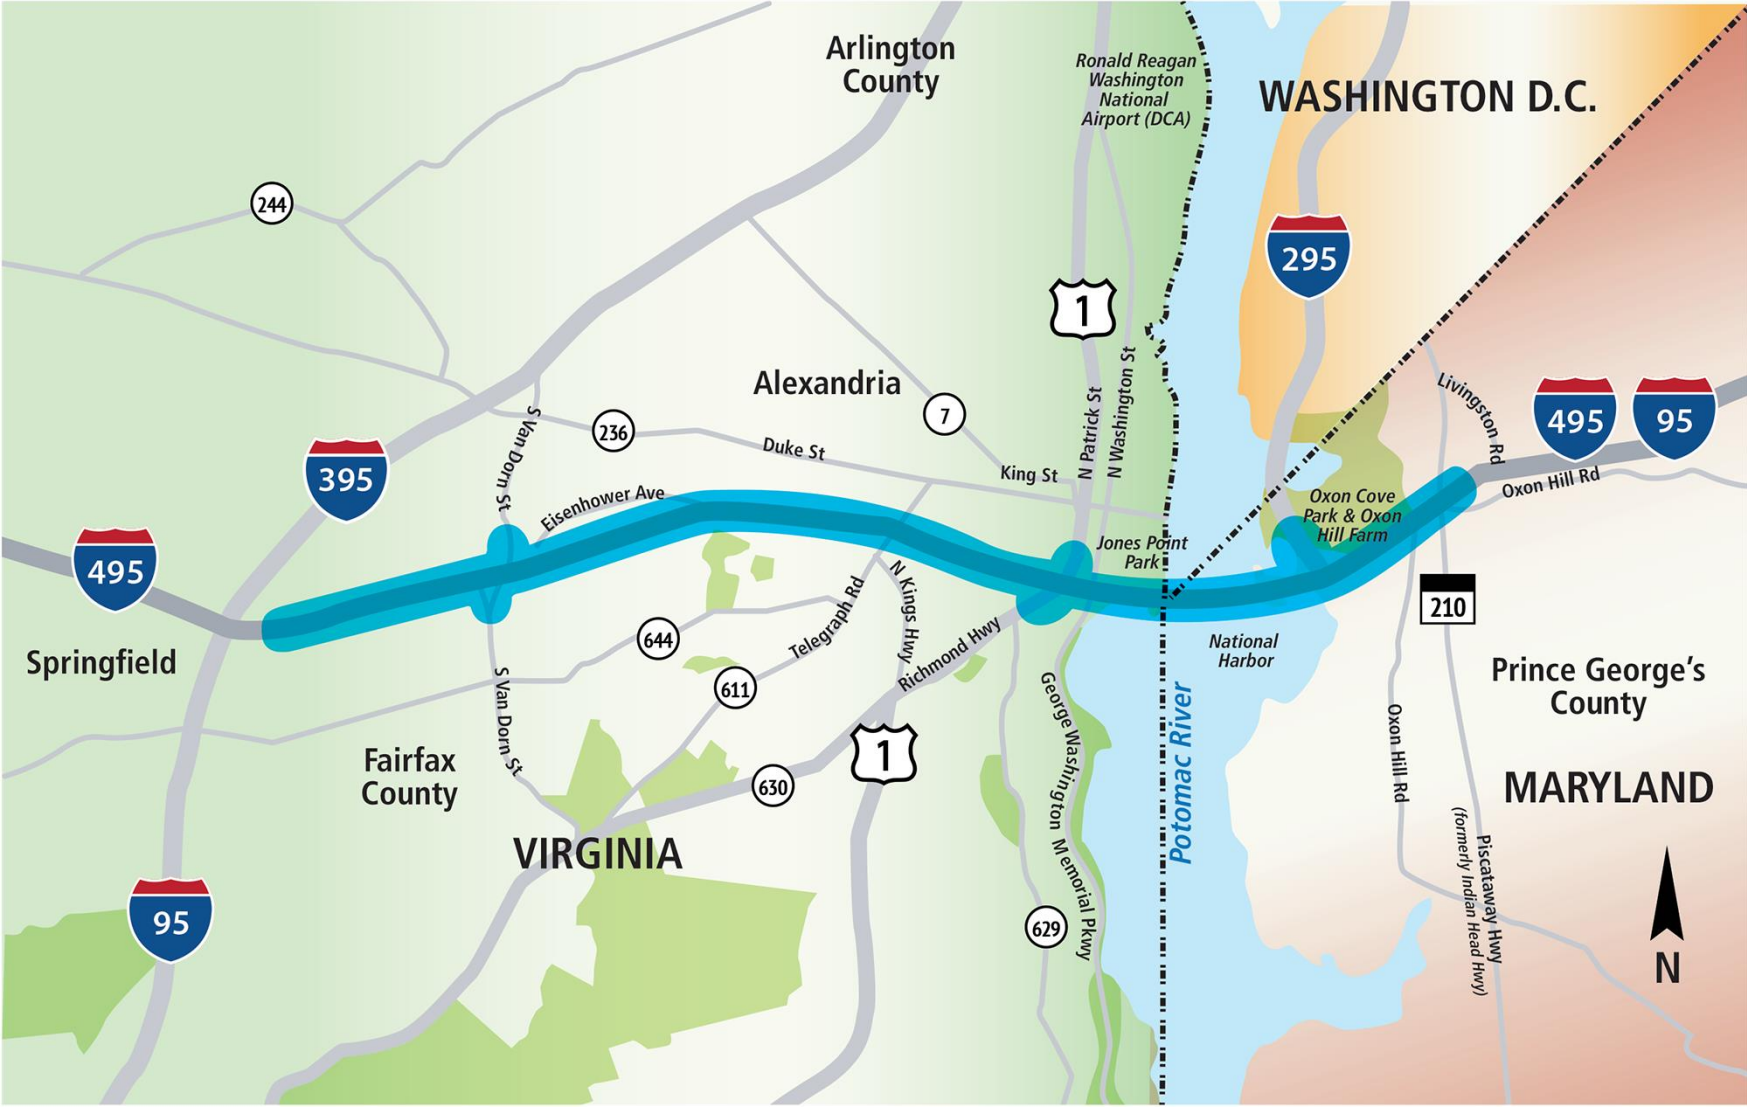 Arlington
County
Ronald Reagan
Washington
National
Airport (DCA)
WASHINGTON D.C.
244
295
1
Alexandria
7
236
Duke St
King St
N Patrick St
N Washington St
Livingston Rd
495
95
Oxon Hill Rd
S Van Dorn St
395
Eisenhower Ave
Oxon Cove
Park & Oxon
Hill Farm
495
Jones Point
Park
210
Springfield
644
Telegraph Rd
N Kings Hwy
Richmond Hwy
611
National
Harbor
Prince George's
County
S Van Dorn St
George Washington Memorial Pkwy
Potomac River
Oxon Hill Rd
Fairfax
County
1
630
MARYLAND
VIRGINIA
Piscataway Hwy
(formerly Indian Head Hwy)
95
629
N